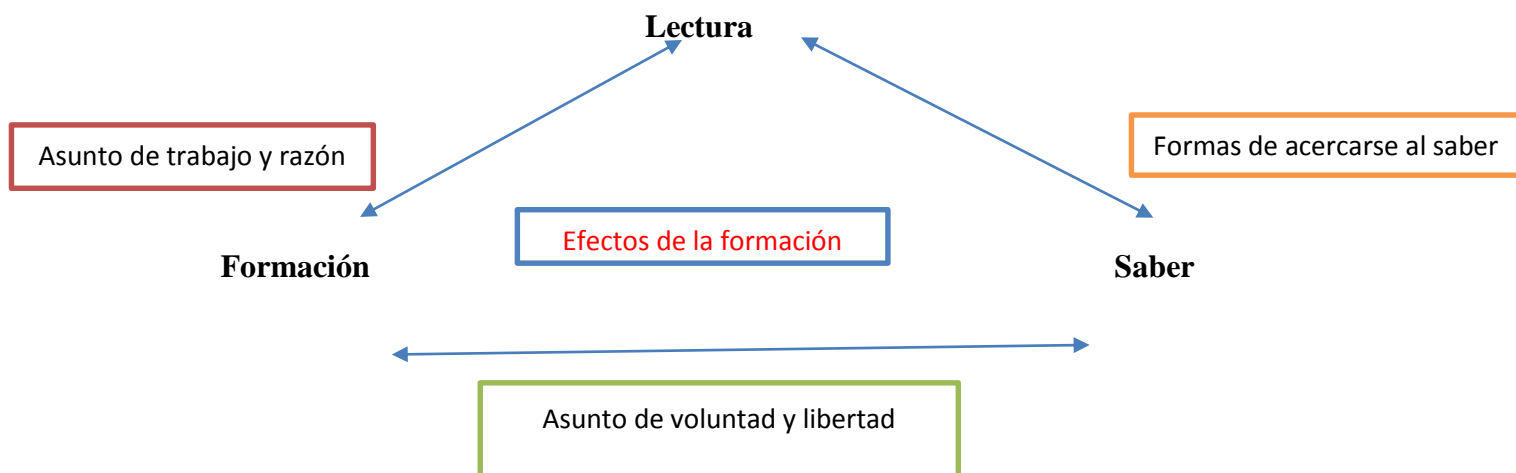 Lectura
Asunto de trabajo y razón
Formas de acercarse al saber
Efectos de la formación
Formación
Saber
Asunto de voluntad y libertad